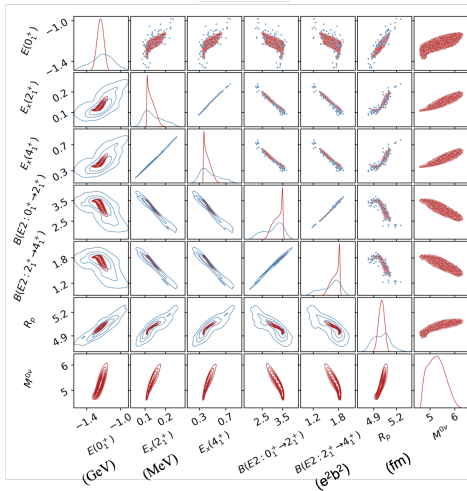 E(0₁⁺)
−1.0
−1.4
Eₓ(2₁⁺)
0.2
0.1
Eₓ(4₁⁺)
0.7
0.3
B(E2: 0₁⁺→2₁⁺)
3.5
2.5
B(E2: 2₁⁺→4₁⁺)
1.8
1.2
Rₚ
5.2
4.9
M⁰ᵛ
6
5
−1.4 −1.0 0.1 0.2 0.3 0.7 2.5 3.5 1.2 1.8 4.9 5.2 5 6
E(0₁⁺) Eₓ(2₁⁺) Eₓ(4₁⁺) B(E2: 0₁⁺→2₁⁺) B(E2: 2₁⁺→4₁⁺) Rₚ M⁰ᵛ
(GeV) (MeV) (e²b²) (fm)